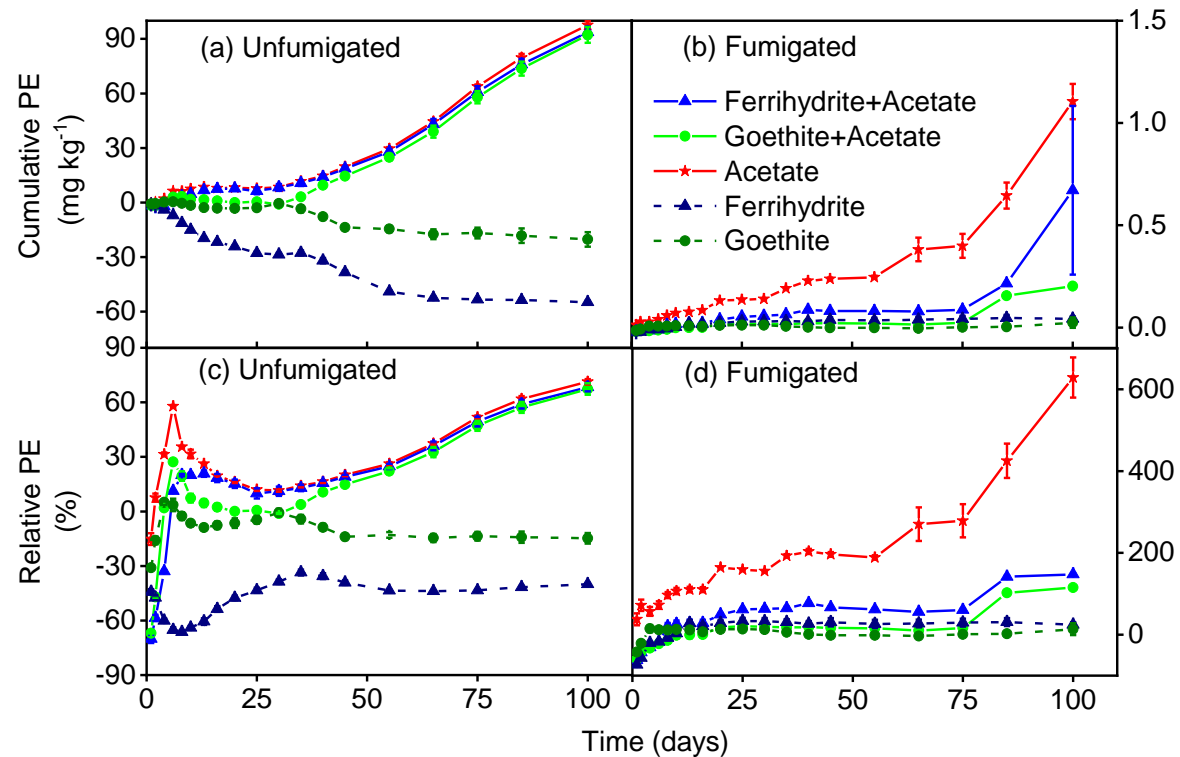 (a) Unfumigated
(b) Fumigated
Cumulative PE
(mg kg⁻¹)
90
60
30
0
-30
-60
90
1.5
1.0
0.5
0.0
Ferrihydrite+Acetate
Goethite+Acetate
Acetate
Ferrihydrite
Goethite
(c) Unfumigated
(d) Fumigated
Relative PE
(%)
60
30
0
-30
-60
-90
600
400
200
0
0 25 50 75 100
0 25 50 75 100
Time (days)